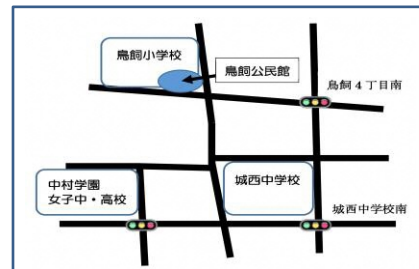 鳥飼小学校
鳥飼公民館
鳥飼４丁目南
中村学園
女子中・高校
城西中学校
城西中学校南